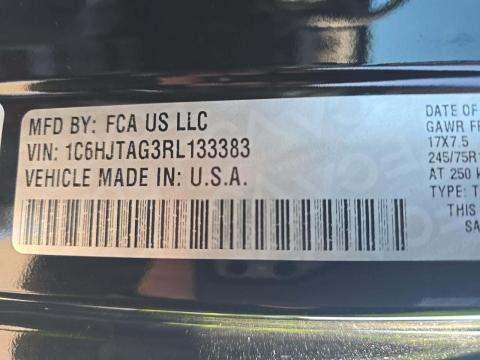 MFD BY: FCA US LLC
VIN: 1C6HJTAG3RL133383
VEHICLE MADE IN: U.S.A.
DATE OF
GAWR FR
17X7.5
245/75R1
AT 250 k
TYPE: T
THIS
SA